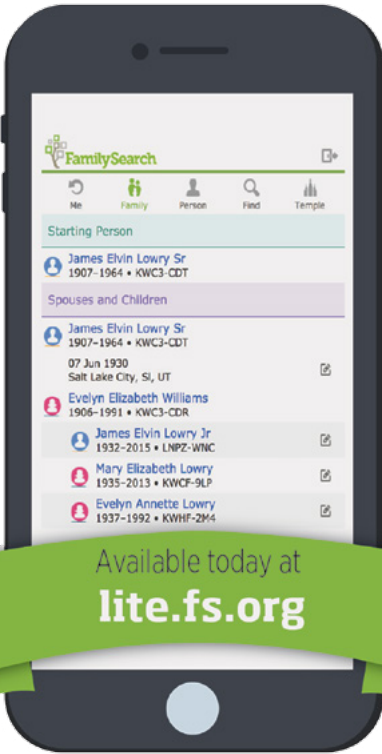 FamilySearch
Me Family Person Find Temple
Starting Person
James Elvin Lowry Sr
1907–1964 • KWC3-CDT
Spouses and Children
James Elvin Lowry Sr
1907–1964 • KWC3-CDT
07 Jun 1930
Salt Lake City, Sl, UT
Evelyn Elizabeth Williams
1906–1991 • KWC3-CDR
James Elvin Lowry Jr
1932–2015 • LNPZ-WNC
Mary Elizabeth Lowry
1935–2013 • KWCF-9LP
Evelyn Annette Lowry
1937–1992 • KWHF-2M4
Available today at
lite.fs.org